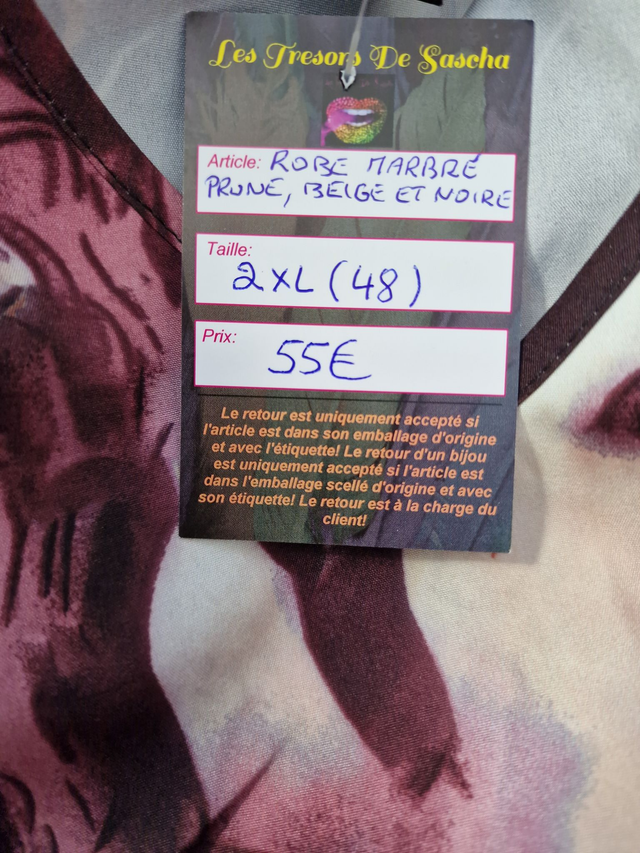 Les Tresors De Sascha
Article: ROBE MARBRÉ
PRUNE, BEIGE ET NOIRE
Taille:
2XL (48)
Prix:
55€
Le retour est uniquement accepté si
l'article est dans son emballage d'origine
et avec l'étiquette! Le retour d'un bijou
est uniquement accepté si l'article est
dans l'emballage scellé d'origine et avec
son étiquette! Le retour est à la charge du
client!